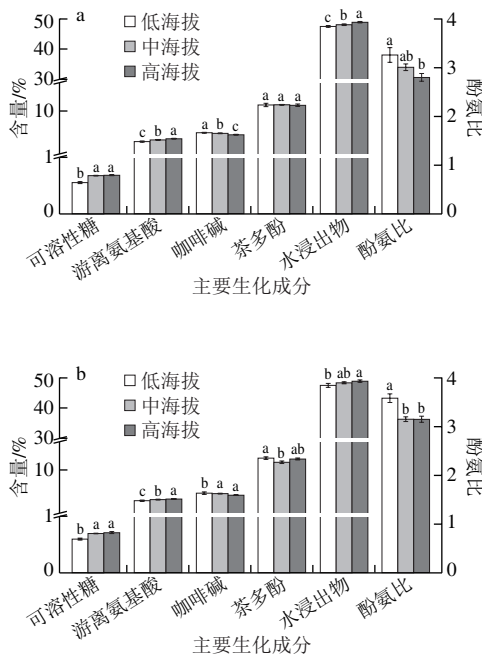 a
低海拔
中海拔
高海拔
50
40
30
10
1
0
含量/%
4
3
2
1
0
酚氨比
b a a
c b a
a b c
a a a
c b a
a b b
可溶性糖
游离氨基酸
咖啡碱
茶多酚
水浸出物
酚氨比
主要生化成分
b
低海拔
中海拔
高海拔
50
40
30
10
1
0
含量/%
4
3
2
1
0
酚氨比
b a a
c b a
b a a
a b ab
b ab a
a b b
可溶性糖
游离氨基酸
咖啡碱
茶多酚
水浸出物
酚氨比
主要生化成分